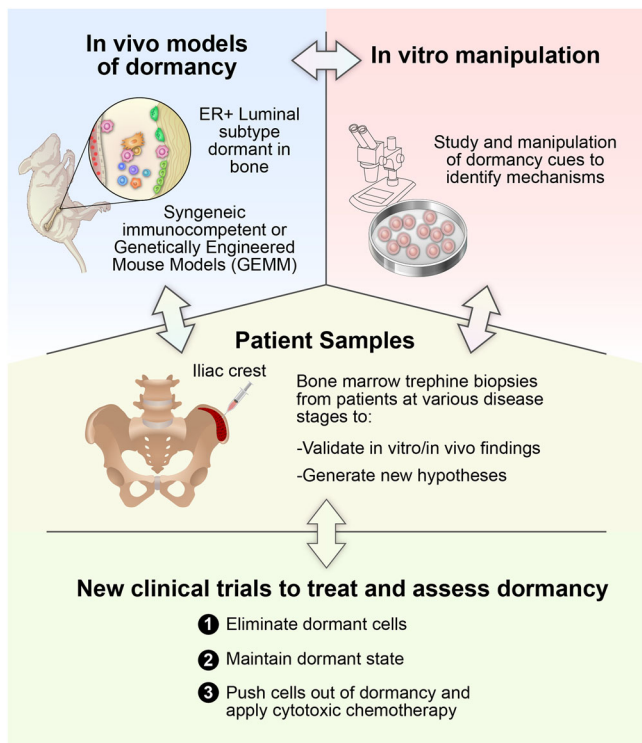 In vivo models
of dormancy
In vitro manipulation
ER+ Luminal
subtype
dormant in
bone
Syngeneic
immunocompetent or
Genetically Engineered
Mouse Models (GEMM)
Study and manipulation
of dormancy cues to
identify mechanisms
Patient Samples
Iliac crest
Bone marrow trephine biopsies
from patients at various disease
stages to:
-Validate in vitro/in vivo findings
-Generate new hypotheses
New clinical trials to treat and assess dormancy
1 Eliminate dormant cells
2 Maintain dormant state
3 Push cells out of dormancy and
apply cytotoxic chemotherapy